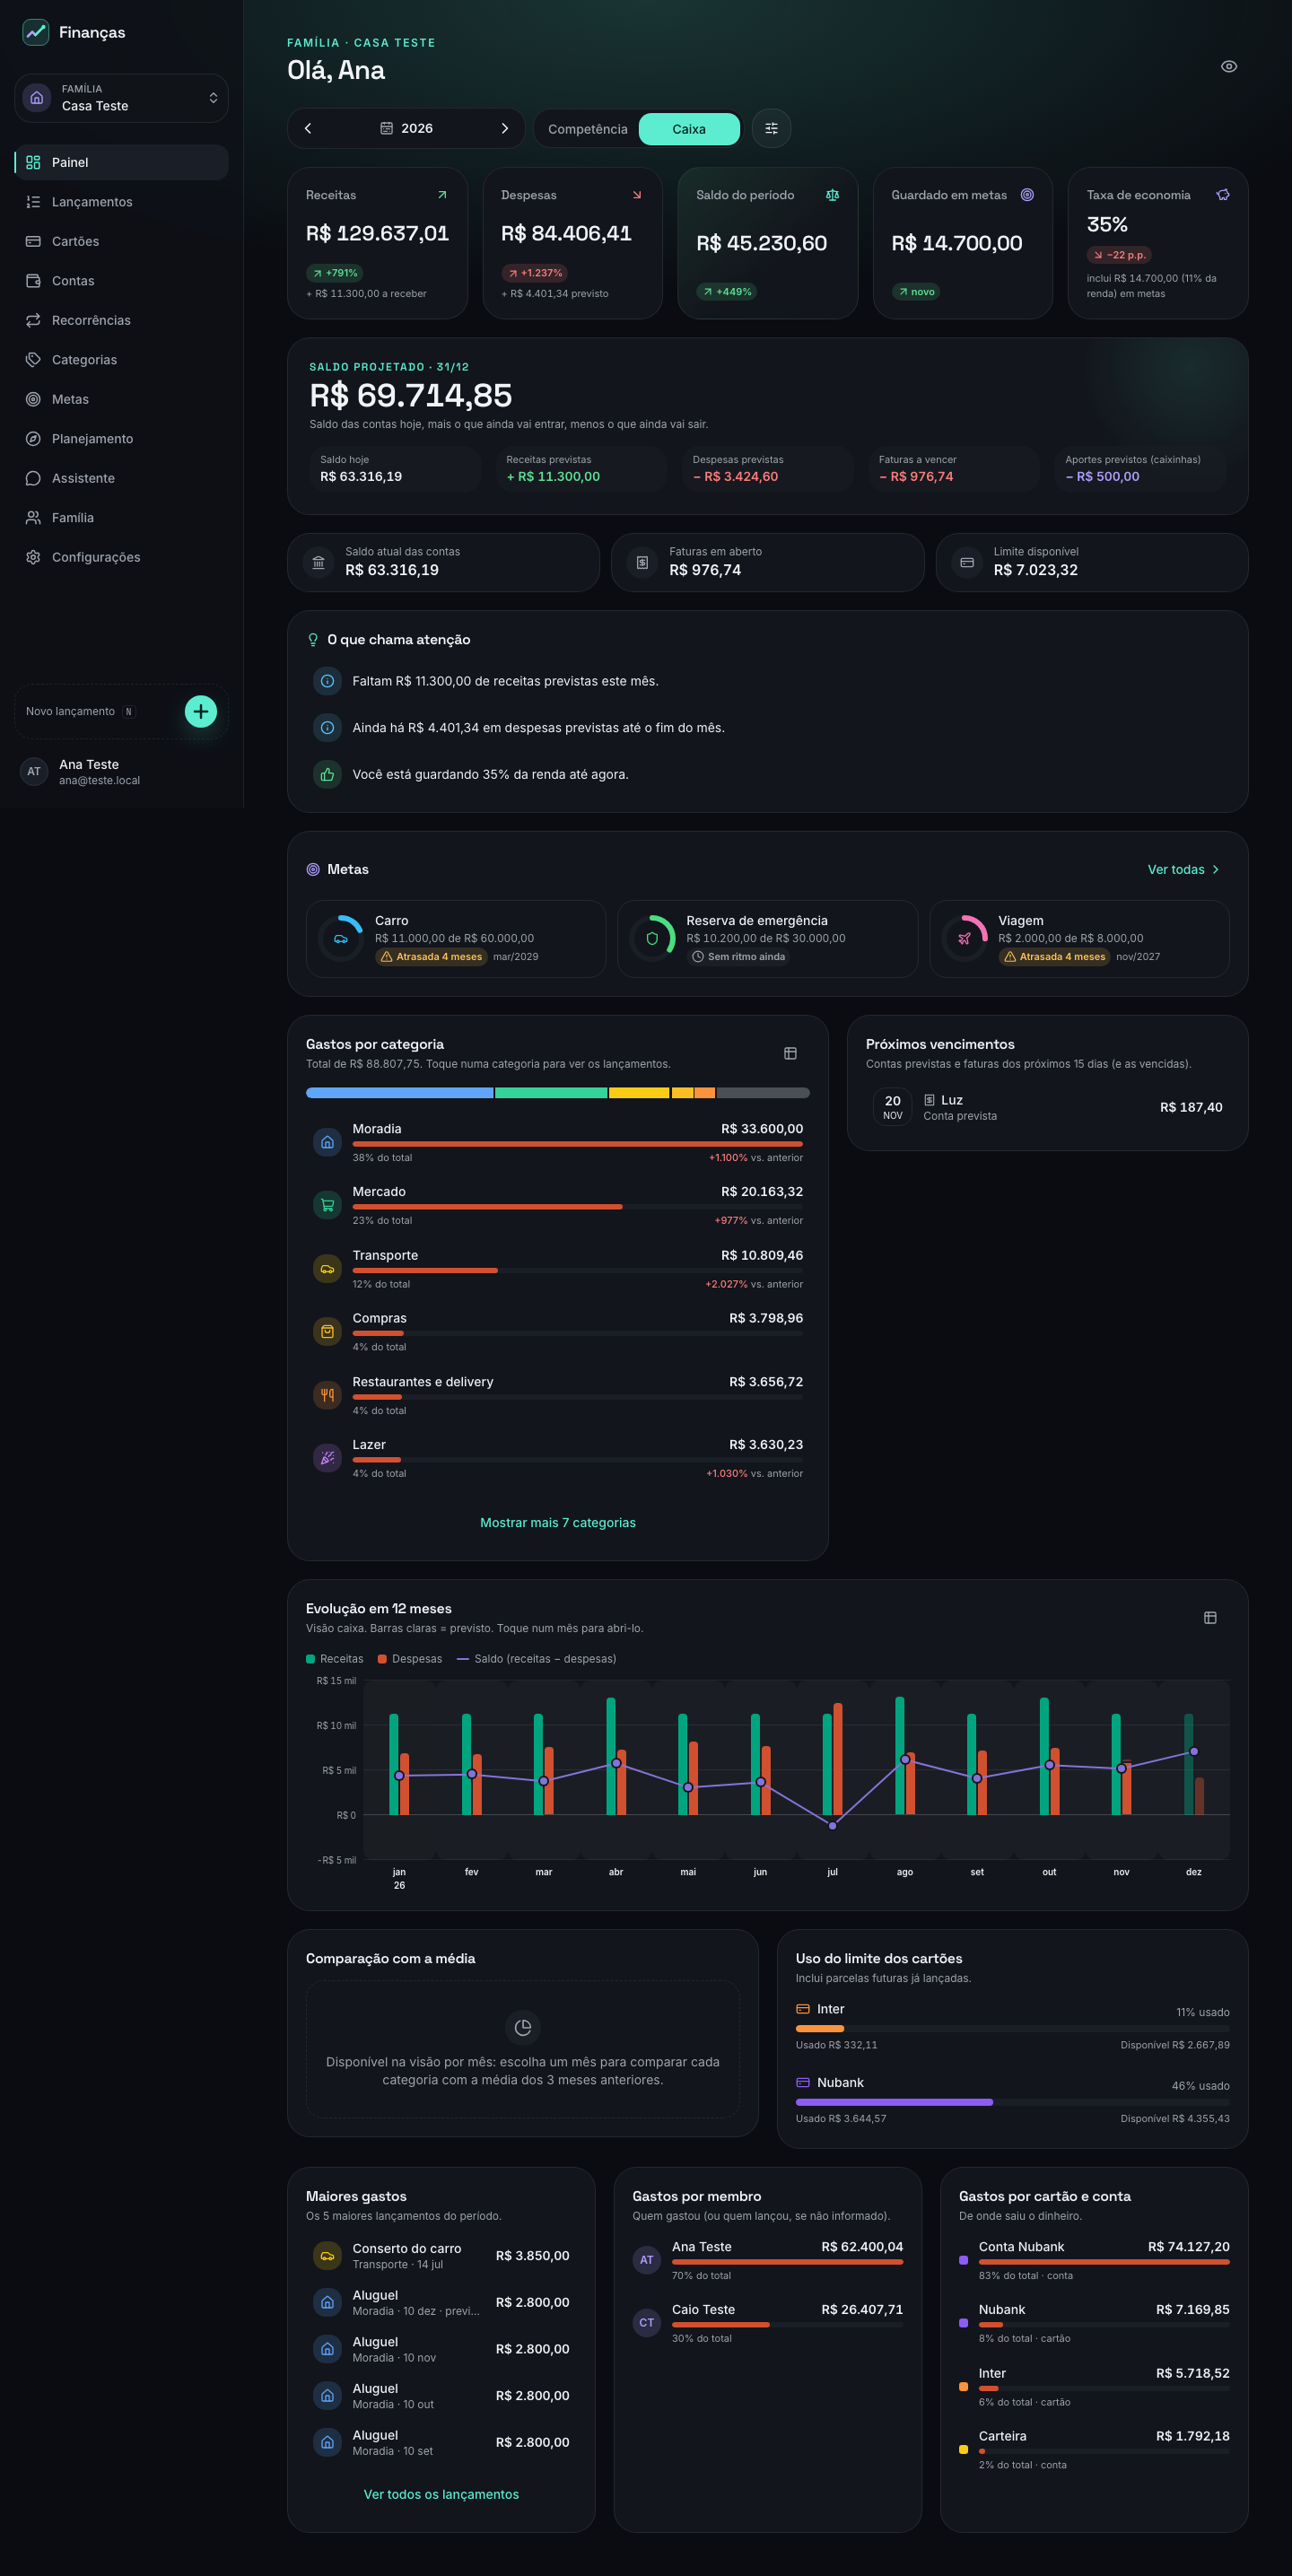 Finanças
FAMÍLIA
Casa Teste
Painel
Lançamentos
Cartões
Contas
Recorrências
Categorias
Metas
Planejamento
Assistente
Família
Configurações
Novo lançamento N
AT
Ana Teste
ana@teste.local
FAMÍLIA · CASA TESTE
Olá, Ana
2026
Competência
Caixa
Receitas
R$ 129.637,01
+791%
+ R$ 11.300,00 a receber
Despesas
R$ 84.406,41
+1.237%
+ R$ 4.401,34 previsto
Saldo do período
R$ 45.230,60
+449%
Guardado em metas
R$ 14.700,00
novo
Taxa de economia
35%
−22 p.p.
inclui R$ 14.700,00 (11% da
renda) em metas
SALDO PROJETADO · 31/12
R$ 69.714,85
Saldo das contas hoje, mais o que ainda vai entrar, menos o que ainda vai sair.
Saldo hoje
R$ 63.316,19
Receitas previstas
+ R$ 11.300,00
Despesas previstas
− R$ 3.424,60
Faturas a vencer
− R$ 976,74
Aportes previstos (caixinhas)
− R$ 500,00
Saldo atual das contas
R$ 63.316,19
Faturas em aberto
R$ 976,74
Limite disponível
R$ 7.023,32
O que chama atenção
Faltam R$ 11.300,00 de receitas previstas este mês.
Ainda há R$ 4.401,34 em despesas previstas até o fim do mês.
Você está guardando 35% da renda até agora.
Metas
Ver todas
Carro
R$ 11.000,00 de R$ 60.000,00
Atrasada 4 meses mar/2029
Reserva de emergência
R$ 10.200,00 de R$ 30.000,00
Sem ritmo ainda
Viagem
R$ 2.000,00 de R$ 8.000,00
Atrasada 4 meses nov/2027
Gastos por categoria
Total de R$ 88.807,75. Toque numa categoria para ver os lançamentos.
Moradia R$ 33.600,00
38% do total +1.100% vs. anterior
Mercado R$ 20.163,32
23% do total +977% vs. anterior
Transporte R$ 10.809,46
12% do total +2.027% vs. anterior
Compras R$ 3.798,96
4% do total
Restaurantes e delivery R$ 3.656,72
4% do total
Lazer R$ 3.630,23
4% do total +1.030% vs. anterior
Mostrar mais 7 categorias
Próximos vencimentos
Contas previstas e faturas dos próximos 15 dias (e as vencidas).
20
NOV
Luz
Conta prevista
R$ 187,40
Evolução em 12 meses
Visão caixa. Barras claras = previsto. Toque num mês para abri-lo.
Receitas Despesas Saldo (receitas − despesas)
R$ 15 mil
R$ 10 mil
R$ 5 mil
R$ 0
-R$ 5 mil
jan fev mar abr mai jun jul ago set out nov dez
26
Comparação com a média
Disponível na visão por mês: escolha um mês para comparar cada
categoria com a média dos 3 meses anteriores.
Uso do limite dos cartões
Inclui parcelas futuras já lançadas.
Inter 11% usado
Usado R$ 332,11 Disponível R$ 2.667,89
Nubank 46% usado
Usado R$ 3.644,57 Disponível R$ 4.355,43
Maiores gastos
Os 5 maiores lançamentos do período.
Conserto do carro R$ 3.850,00
Transporte · 14 jul
Aluguel R$ 2.800,00
Moradia · 10 dez · previ...
Aluguel R$ 2.800,00
Moradia · 10 nov
Aluguel R$ 2.800,00
Moradia · 10 out
Aluguel R$ 2.800,00
Moradia · 10 set
Ver todos os lançamentos
Gastos por membro
Quem gastou (ou quem lançou, se não informado).
AT Ana Teste R$ 62.400,04
70% do total
CT Caio Teste R$ 26.407,71
30% do total
Gastos por cartão e conta
De onde saiu o dinheiro.
Conta Nubank R$ 74.127,20
83% do total · conta
Nubank R$ 7.169,85
8% do total · cartão
Inter R$ 5.718,52
6% do total · cartão
Carteira R$ 1.792,18
2% do total · conta